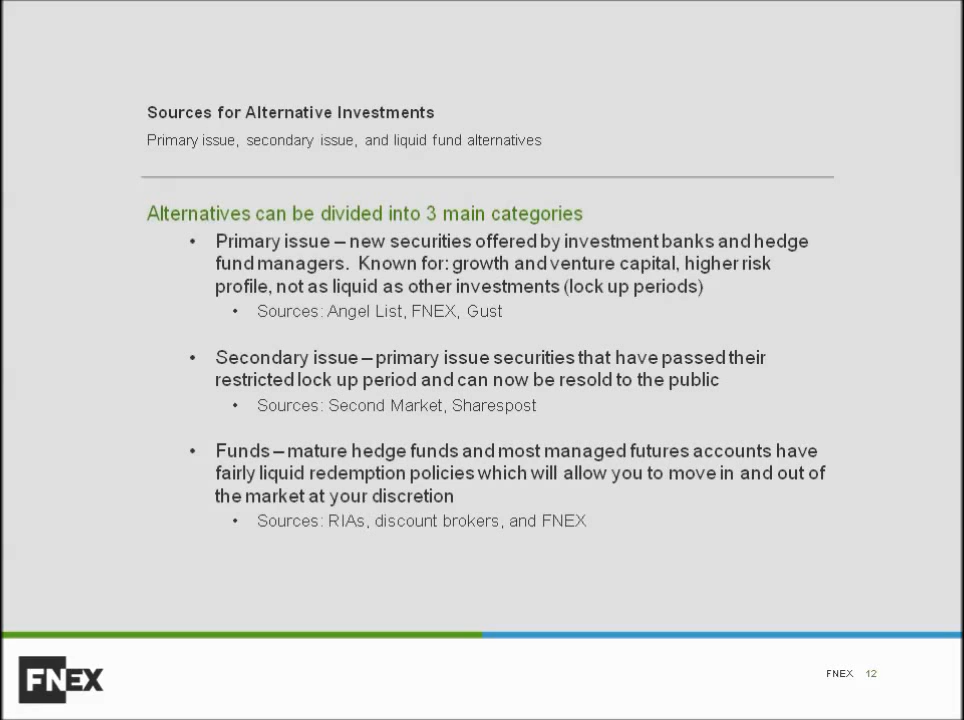 Sources for Alternative Investments
Primary issue, secondary issue, and liquid fund alternatives
Alternatives can be divided into 3 main categories
• Primary issue – new securities offered by investment banks and hedge
fund managers. Known for: growth and venture capital, higher risk
profile, not as liquid as other investments (lock up periods)
• Sources: Angel List, FNEX, Gust
• Secondary issue – primary issue securities that have passed their
restricted lock up period and can now be resold to the public
• Sources: Second Market, Sharespost
• Funds – mature hedge funds and most managed futures accounts have
fairly liquid redemption policies which will allow you to move in and out of
the market at your discretion
• Sources: RIAs, discount brokers, and FNEX
FNEX
FNEX 12